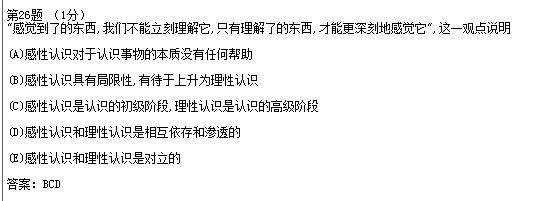 第26题 (1分)
"感觉到了的东西,我们不能立刻理解它,只有理解了的东西,才能更深刻地感觉它",这一观点说明
(A)感性认识对于认识事物的本质没有任何帮助
(B)感性认识具有局限性,有待于上升为理性认识
(C)感性认识是认识的初级阶段,理性认识是认识的高级阶段
(D)感性认识和理性认识是相互依存和渗透的
(E)感性认识和理性认识是对立的
答案: BCD